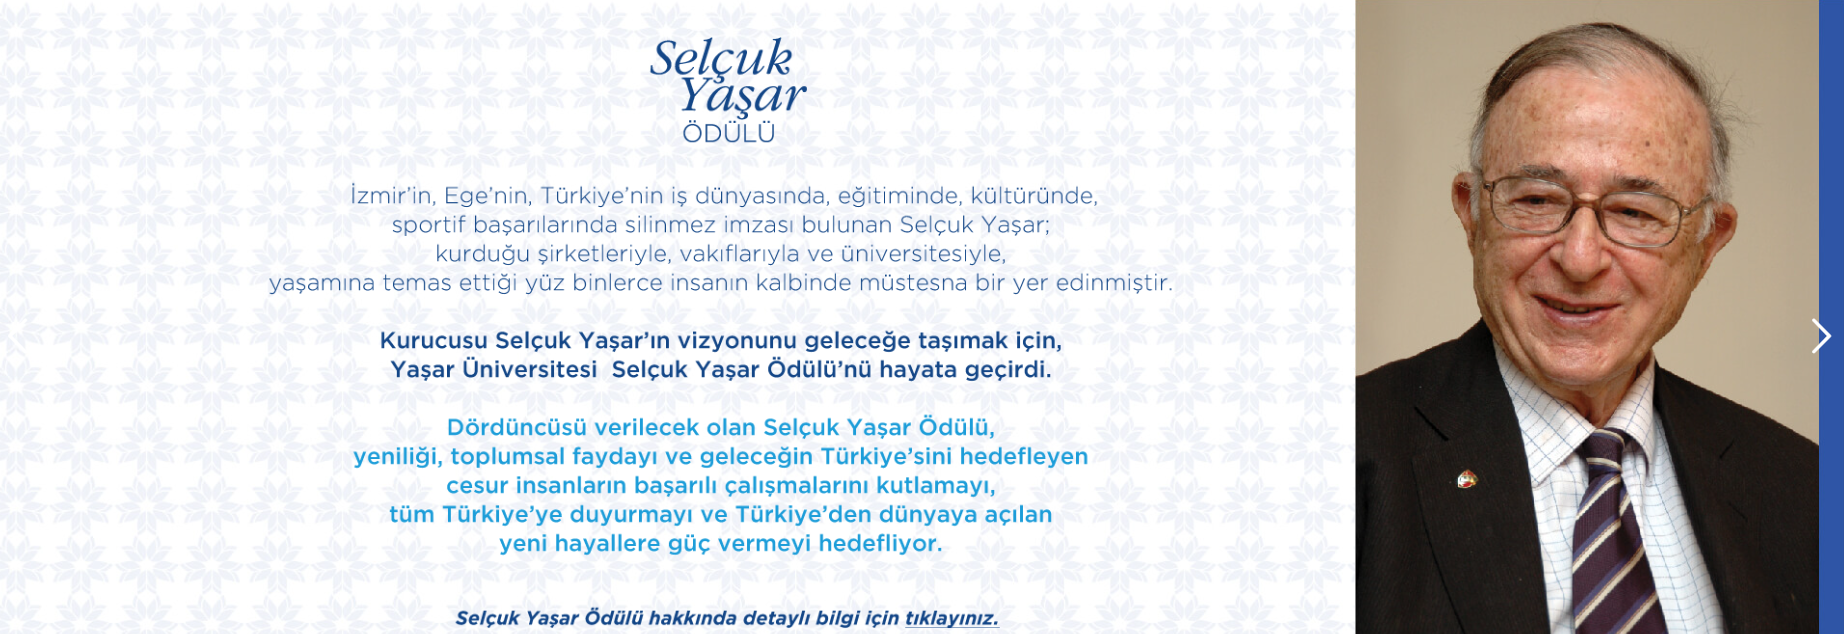 Selçuk
Yaşar
ÖDÜLÜ
İzmir’in, Ege’nin, Türkiye’nin iş dünyasında, eğitiminde, kültüründe,
sportif başarılarında silinmez imzası bulunan Selçuk Yaşar;
kurduğu şirketleriyle, vakıflarıyla ve üniversitesiyle,
yaşamına temas ettiği yüz binlerce insanın kalbinde müstesna bir yer edinmiştir.
Kurucusu Selçuk Yaşar’ın vizyonunu geleceğe taşımak için,
Yaşar Üniversitesi Selçuk Yaşar Ödülü’nü hayata geçirdi.
Dördüncüsü verilecek olan Selçuk Yaşar Ödülü,
yeniliği, toplumsal faydayı ve geleceğin Türkiye’sini hedefleyen
cesur insanların başarılı çalışmalarını kutlamayı,
tüm Türkiye’ye duyurmayı ve Türkiye’den dünyaya açılan
yeni hayallere güç vermeyi hedefliyor.
Selçuk Yaşar Ödülü hakkında detaylı bilgi için tıklayınız.